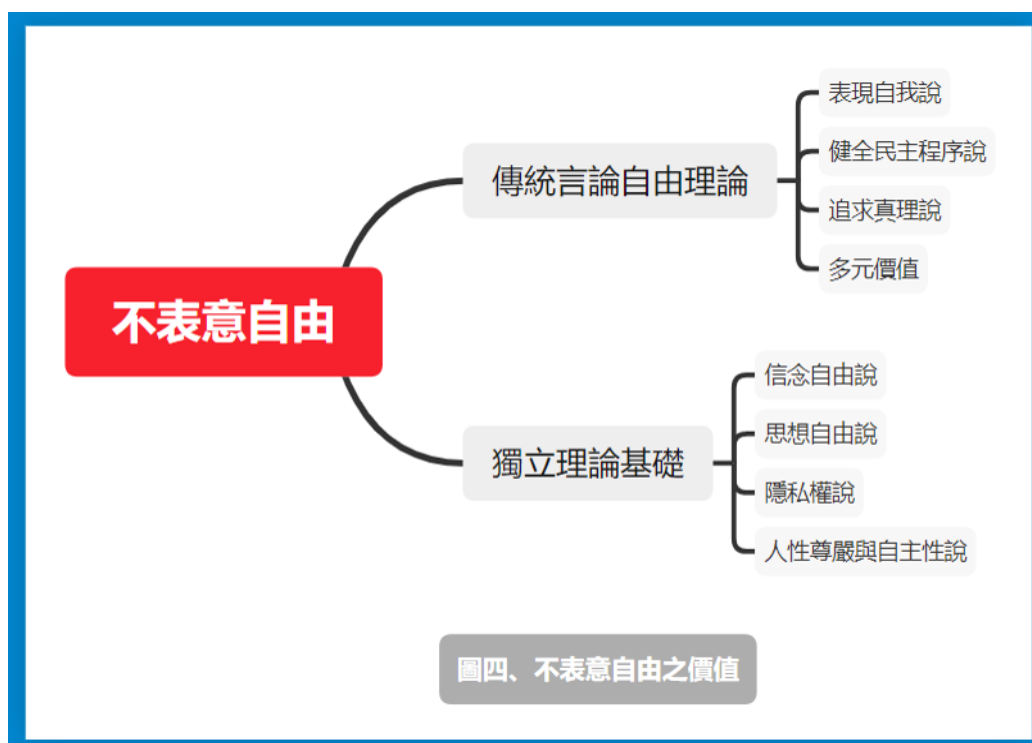 不表意自由
傳統言論自由理論
表現自我說
健全民主程序說
追求真理說
多元價值
獨立理論基礎
信念自由說
思想自由說
隱私權說
人性尊嚴與自主性說
圖四、不表意自由之價值